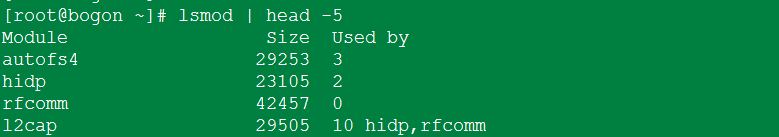 [root@bogon ~]# lsmod | head -5
Module                  Size  Used by
autofs4                29253  3
hidp                   23105  2
rfcomm                 42457  0
l2cap                  29505  10 hidp,rfcomm